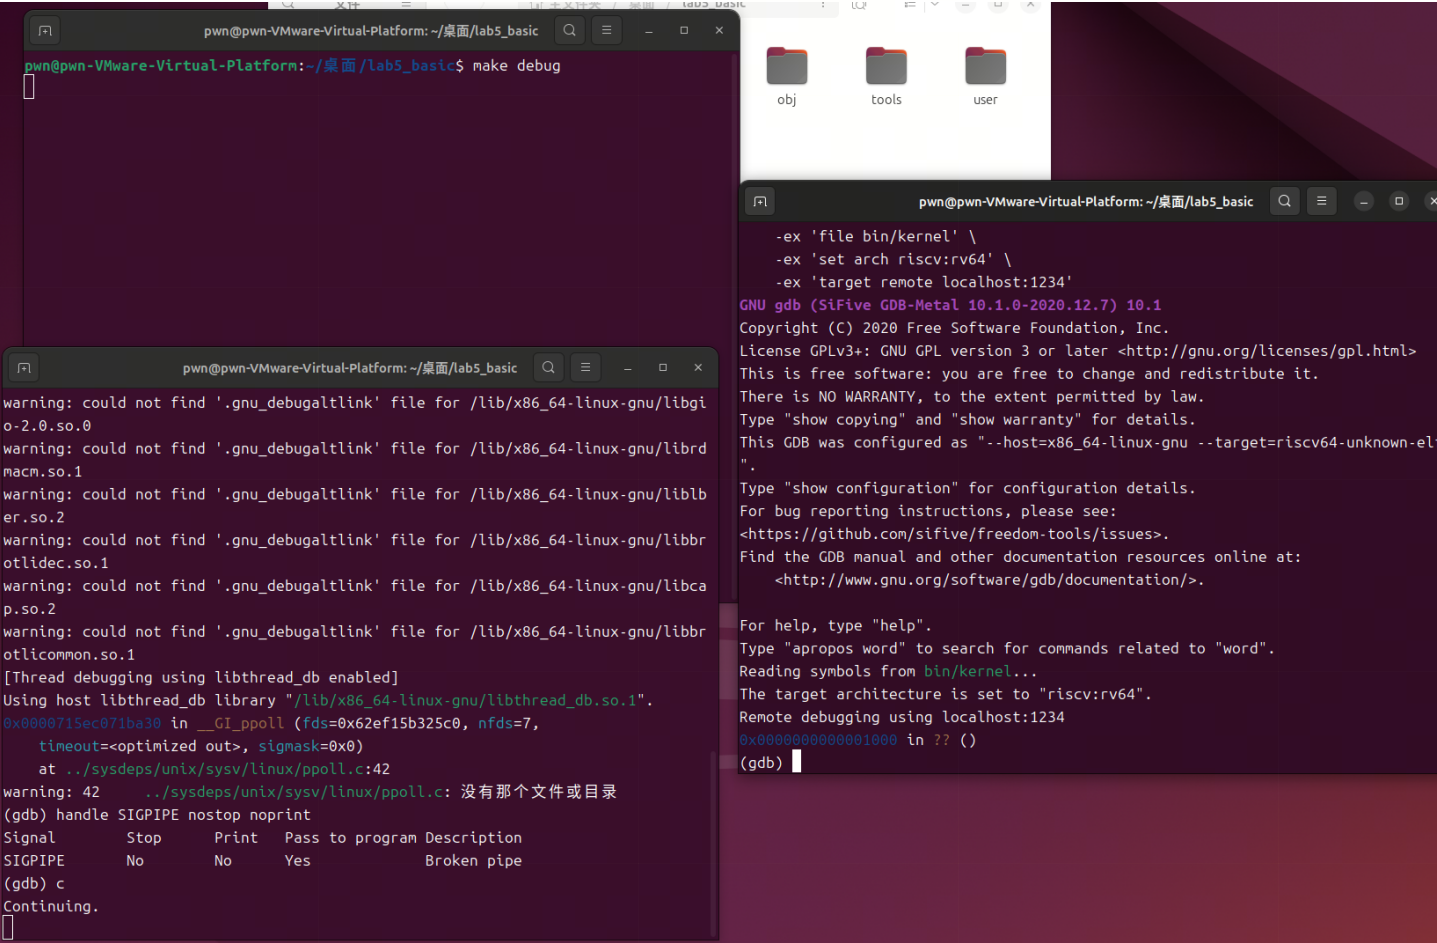 文件
主文件夹 / 桌面 / lab5_basic
pwn@pwn-VMware-Virtual-Platform: ~/桌面/lab5_basic
pwn@pwn-VMware-Virtual-Platform:~/桌面/lab5_basic$ make debug
obj
tools
user
pwn@pwn-VMware-Virtual-Platform: ~/桌面/lab5_basic
-ex 'file bin/kernel' \
-ex 'set arch riscv:rv64' \
-ex 'target remote localhost:1234'
GNU gdb (SiFive GDB-Metal 10.1.0-2020.12.7) 10.1
Copyright (C) 2020 Free Software Foundation, Inc.
License GPLv3+: GNU GPL version 3 or later <http://gnu.org/licenses/gpl.html>
This is free software: you are free to change and redistribute it.
There is NO WARRANTY, to the extent permitted by law.
Type "show copying" and "show warranty" for details.
This GDB was configured as "--host=x86_64-linux-gnu --target=riscv64-unknown-elf
".
Type "show configuration" for configuration details.
For bug reporting instructions, please see:
<https://github.com/sifive/freedom-tools/issues>.
Find the GDB manual and other documentation resources online at:
<http://www.gnu.org/software/gdb/documentation/>.
For help, type "help".
Type "apropos word" to search for commands related to "word".
Reading symbols from bin/kernel...
The target architecture is set to "riscv:rv64".
Remote debugging using localhost:1234
0x0000000000001000 in ?? ()
(gdb)
pwn@pwn-VMware-Virtual-Platform: ~/桌面/lab5_basic
warning: could not find '.gnu_debugaltlink' file for /lib/x86_64-linux-gnu/libgi
o-2.0.so.0
warning: could not find '.gnu_debugaltlink' file for /lib/x86_64-linux-gnu/librd
macm.so.1
warning: could not find '.gnu_debugaltlink' file for /lib/x86_64-linux-gnu/liblb
er.so.2
warning: could not find '.gnu_debugaltlink' file for /lib/x86_64-linux-gnu/libbr
otlidec.so.1
warning: could not find '.gnu_debugaltlink' file for /lib/x86_64-linux-gnu/libca
p.so.2
warning: could not find '.gnu_debugaltlink' file for /lib/x86_64-linux-gnu/libbr
otlicommon.so.1
[Thread debugging using libthread_db enabled]
Using host libthread_db library "/lib/x86_64-linux-gnu/libthread_db.so.1".
0x0000715ec071ba30 in __GI_ppoll (fds=0x62ef15b325c0, nfds=7,
timeout=<optimized out>, sigmask=0x0)
at ../sysdeps/unix/sysv/linux/ppoll.c:42
warning: 42 ../sysdeps/unix/sysv/linux/ppoll.c: 没有那个文件或目录
(gdb) handle SIGPIPE nostop noprint
Signal Stop Print Pass to program Description
SIGPIPE No No Yes Broken pipe
(gdb) c
Continuing.